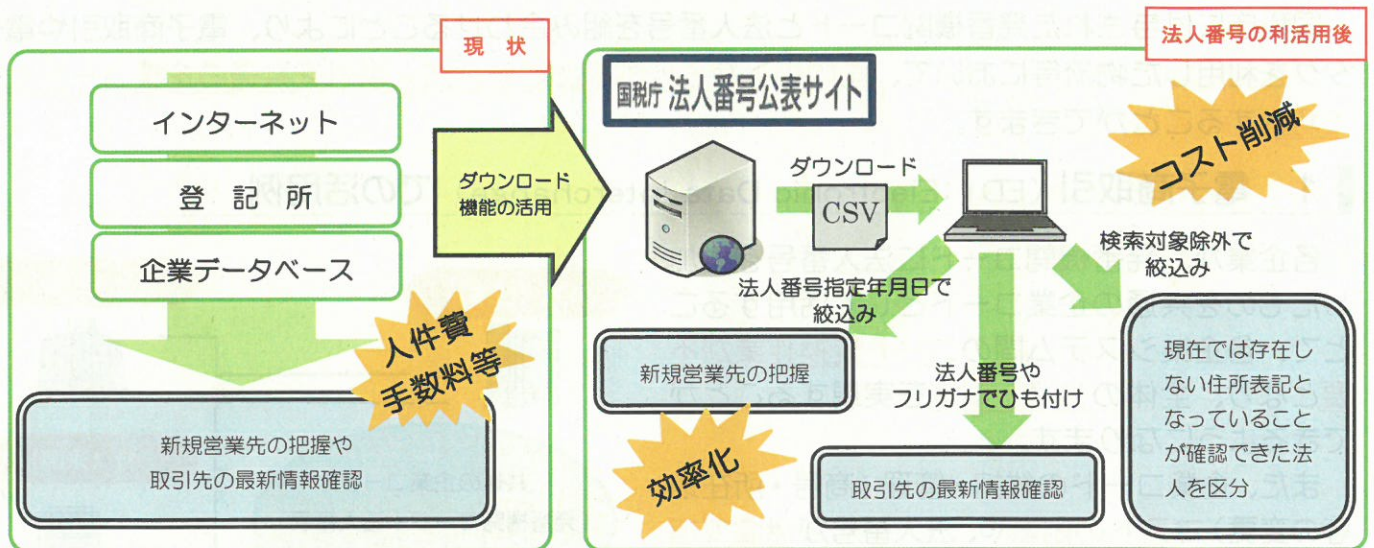 現　状
インターネット
登 記 所
企業データベース
人件費
手数料等
新規営業先の把握や
取引先の最新情報確認
ダウンロード
機能の活用
法人番号の利活用後
国税庁 法人番号公表サイト
コスト削減
ダウンロード
CSV
検索対象除外で
絞込み
法人番号指定年月日で
絞込み
新規営業先の把握
法人番号や
フリガナでひも付け
効率化
取引先の最新情報確認
現在では存在し
ない住所表記と
なっていること
が確認できた法
人を区分